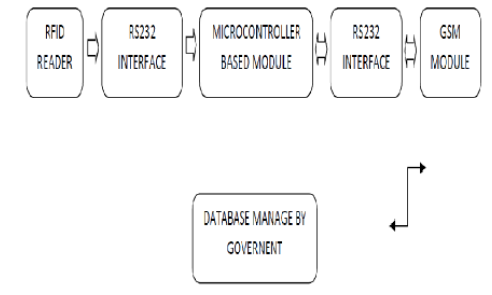 RFID
READER
RS232
INTERFACE
MICROCONTROLLER
BASED MODULE
RS232
INTERFACE
GSM
MODULE
DATABASE MANAGE BY
GOVERNENT